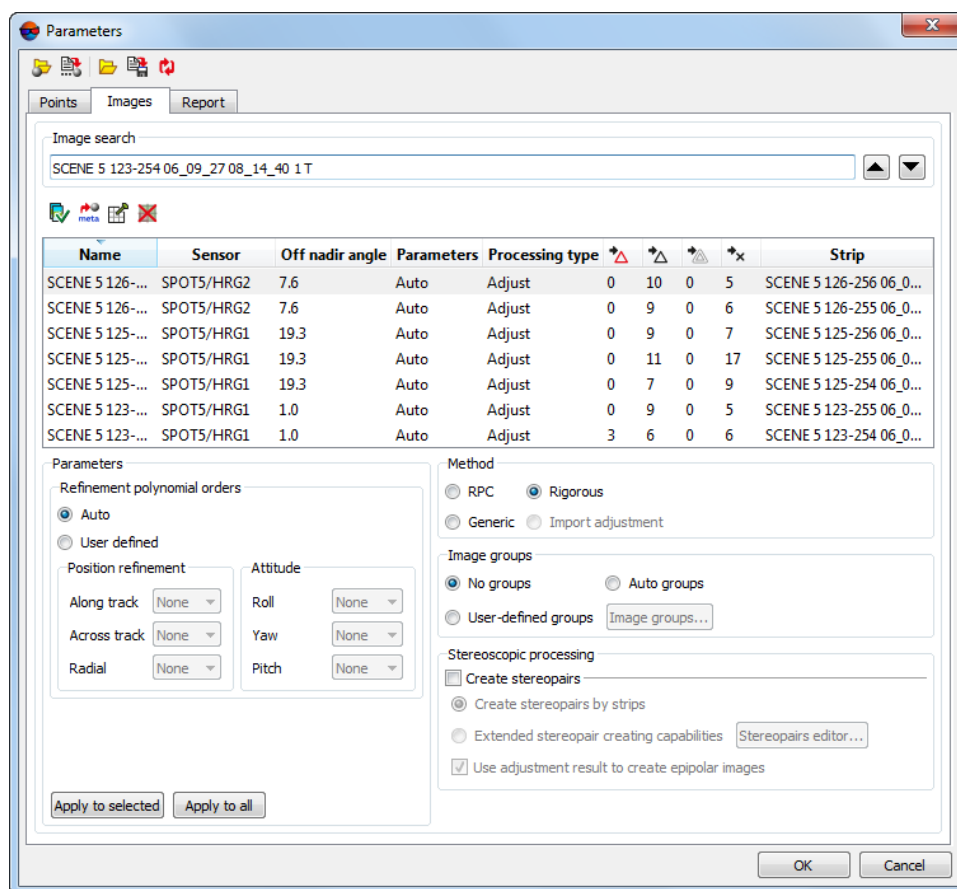 Parameters
Points Images Report
Image search
SCENE 5 123-254 06_09_27 08_14_40 1 T
meta
Name Sensor Off nadir angle Parameters Processing type Strip
SCENE 5 126-... SPOT5/HRG2 7.6 Auto Adjust 0 10 0 5 SCENE 5 126-256 06_0...
SCENE 5 126-... SPOT5/HRG2 7.6 Auto Adjust 0 9 0 6 SCENE 5 126-255 06_0...
SCENE 5 125-... SPOT5/HRG1 19.3 Auto Adjust 0 9 0 7 SCENE 5 125-256 06_0...
SCENE 5 125-... SPOT5/HRG1 19.3 Auto Adjust 0 11 0 17 SCENE 5 125-255 06_0...
SCENE 5 125-... SPOT5/HRG1 19.3 Auto Adjust 0 7 0 9 SCENE 5 125-254 06_0...
SCENE 5 123-... SPOT5/HRG1 1.0 Auto Adjust 0 9 0 5 SCENE 5 123-255 06_0...
SCENE 5 123-... SPOT5/HRG1 1.0 Auto Adjust 3 6 0 6 SCENE 5 123-254 06_0...
Parameters
Refinement polynomial orders
Auto
User defined
Position refinement
Along track None
Across track None
Radial None
Attitude
Roll None
Yaw None
Pitch None
Apply to selected Apply to all
Method
RPC Rigorous
Generic Import adjustment
Image groups
No groups Auto groups
User-defined groups Image groups...
Stereoscopic processing
Create stereopairs
Create stereopairs by strips
Extended stereopair creating capabilities Stereopairs editor...
Use adjustment result to create epipolar images
OK Cancel